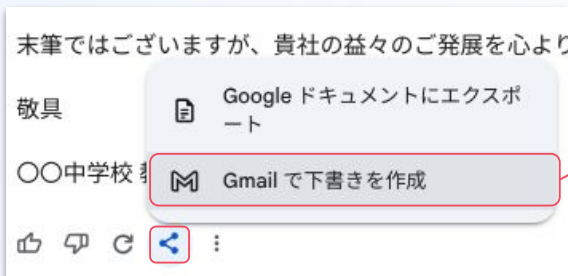 末筆ではございますが、貴社の益々のご発展を心より
敬具
Google ドキュメントにエクスポ
ート
〇〇中学校
Gmail で下書きを作成